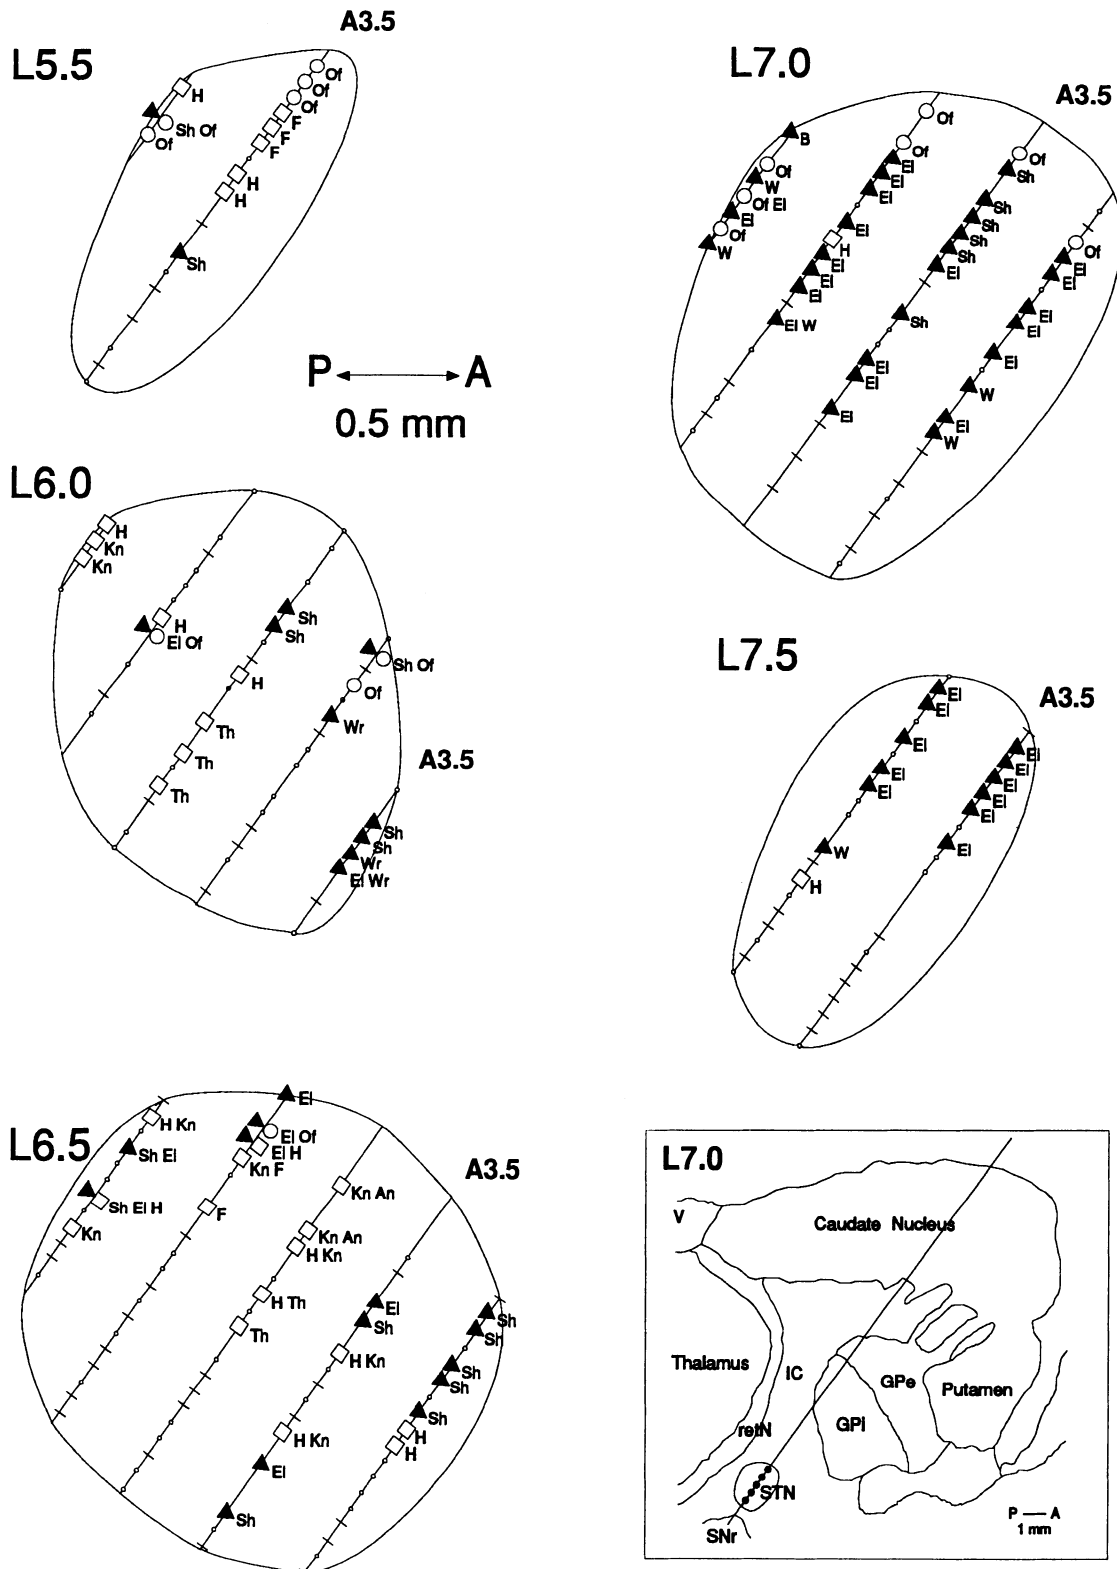 L5.5
A3.5
H
Sh Of
Of
Of
Of
Of
F
F
F
H
H
Sh
P A
0.5 mm
L6.0
H
Kn
Kn
H
El Of
Sh
Sh
H
Th
Th
Th
Sh Of
Of
Wr
A3.5
Sh
Sh
Wr
El Wr
L6.5
A3.5
H Kn
Sh El
Sh El H
Kn
El
El Of
El H
Kn F
F
Kn An
Kn An
H Kn
H Th
Th
El
Sh
H Kn
H Kn
El
Sh
Sh
Sh
Sh
Sh
Sh
H
H
L7.0
A3.5
B
Of
W
Of El
El
Of
W
Of
Of
El
El
El
El
H
El
El
El
El W
Of
Sh
Sh
Sh
Sh
Sh
El
Sh
El
El
El
Of
El
El
El
El
El
W
El
W
L7.5
A3.5
El
El
El
El
El
W
H
El
El
El
El
El
El
L7.0
V
Caudate Nucleus
Thalamus
IC
GPe
Putamen
GPi
retN
STN
SNr
P A
1 mm